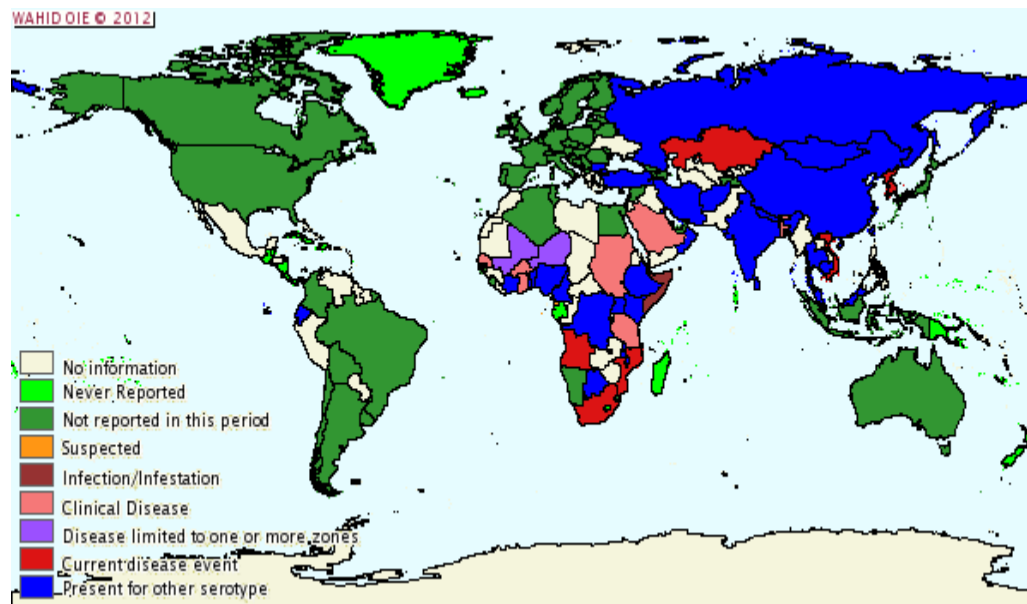 WAHID OIE © 2012
No information
Never Reported
Not reported in this period
Suspected
Infection/Infestation
Clinical Disease
Disease limited to one or more zones
Current disease event
Present for other serotype